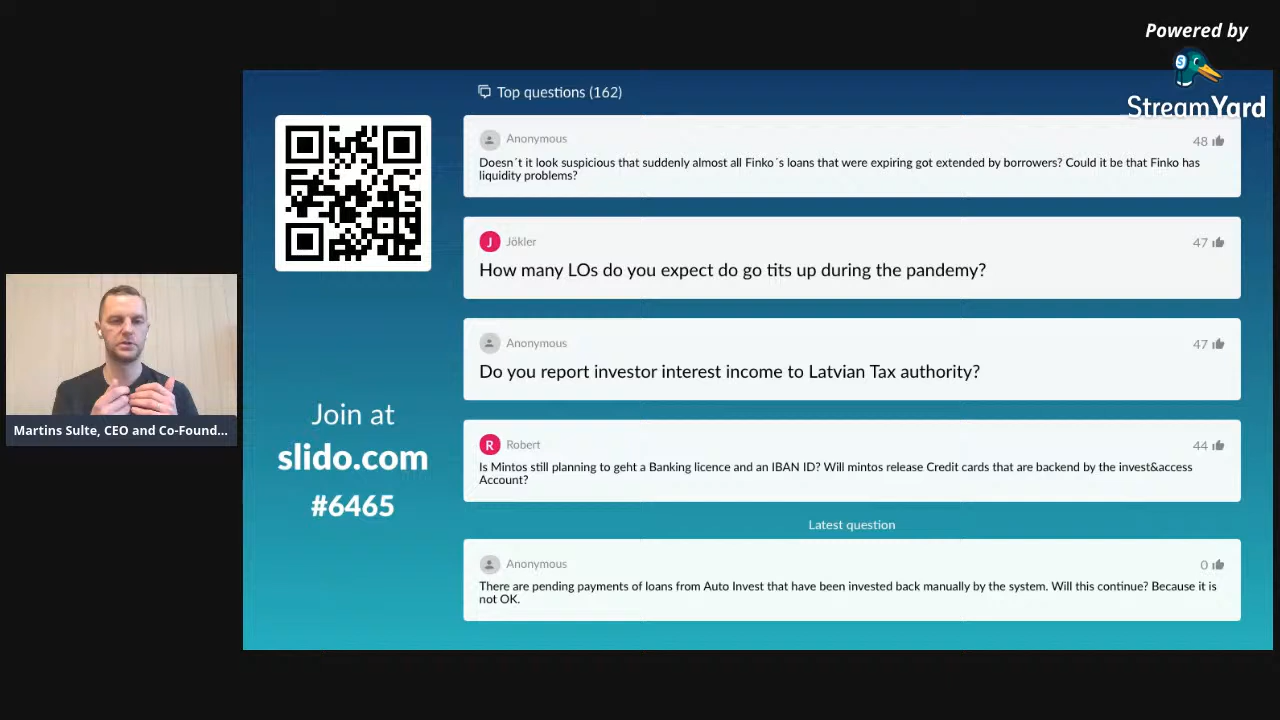 Powered by
StreamYard
Top questions (162)
Anonymous
48
Doesn´t it look suspicious that suddenly almost all Finko´s loans that were expiring got extended by borrowers? Could it be that Finko has
liquidity problems?
J
Jökler
47
How many LOs do you expect do go tits up during the pandemy?
Anonymous
47
Do you report investor interest income to Latvian Tax authority?
R
Robert
44
Is Mintos still planning to geht a Banking licence and an IBAN ID? Will mintos release Credit cards that are backend by the invest&access
Account?
Latest question
Anonymous
0
There are pending payments of loans from Auto Invest that have been invested back manually by the system. Will this continue? Because it is
not OK.
Join at
slido.com
#6465
Martins Sulte, CEO and Co-Found...